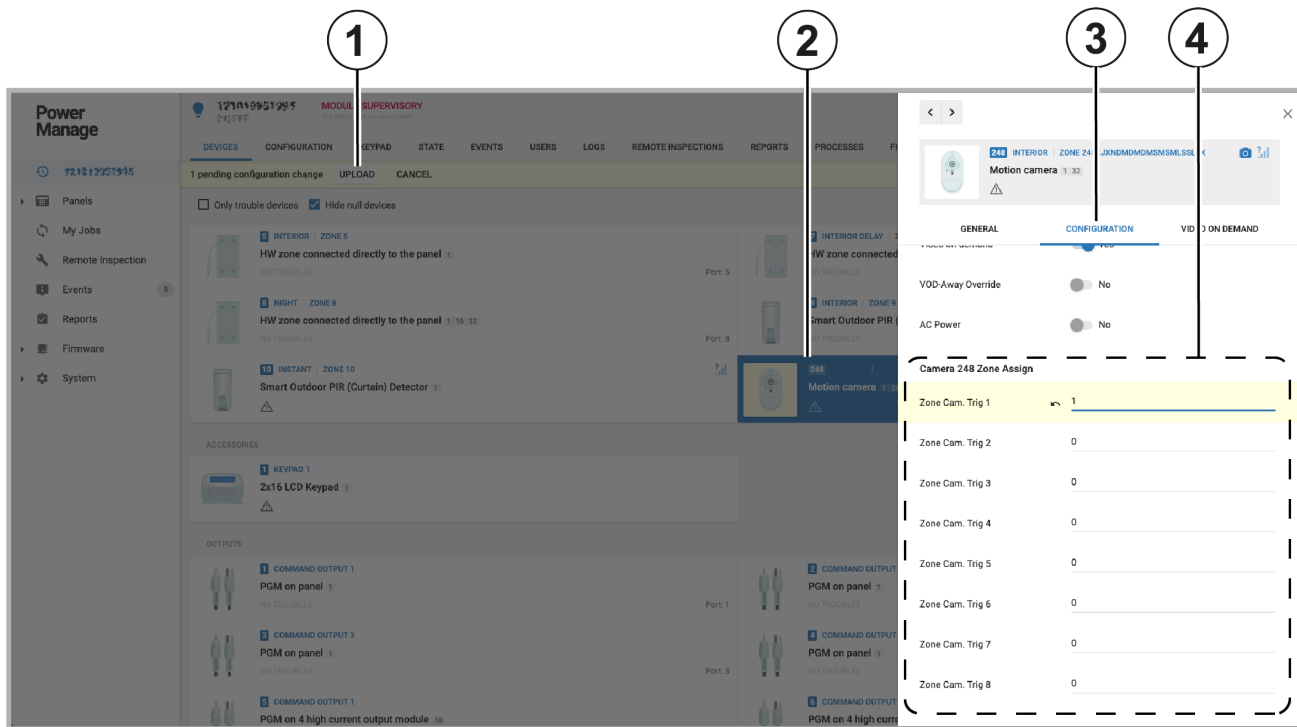 1
2
3
4
Power
Manage
MODULE SUPERVISORY
DEVICES CONFIGURATION KEYPAD STATE EVENTS USERS LOGS REMOTE INSPECTIONS REPORTS PROCESSES
1 pending configuration change UPLOAD CANCEL
Only trouble devices Hide null devices
Panels
My Jobs
Remote Inspection
Events 0
Reports
Firmware
System
5 INTERIOR ZONE 5
HW zone connected directly to the panel 1
NO TROUBLES Port: 5
7 INTERIOR DELAY
HW zone connected
NO TROUBLES
8 NIGHT ZONE 8
HW zone connected directly to the panel 1 16 32
NO TROUBLES Port: 8
INTERIOR ZONE 9
Smart Outdoor PIR (
NO TROUBLES
10 INSTANT ZONE 10
Smart Outdoor PIR (Curtain) Detector 1
248
Motion camera 1 32
ACCESSORIES
1 KEYPAD 1
2x16 LCD Keypad 1
OUTPUTS
1 COMMAND OUTPUT 1
PGM on panel 1
NO TROUBLES Port: 1
2 COMMAND OUTPUT
PGM on panel 1
NO TROUBLES
3 COMMAND OUTPUT 3
PGM on panel 1
NO TROUBLES Port: 3
4 COMMAND OUTPUT
PGM on panel 1
NO TROUBLES
5 COMMAND OUTPUT 1
PGM on 4 high current output module 16
6 COMMAND OUTPUT
PGM on 4 high curre
248 INTERIOR ZONE 24
Motion camera 1 32
GENERAL CONFIGURATION VIDEO ON DEMAND
Video on demand Yes
VOD-Away Override No
AC Power No
Camera 248 Zone Assign
Zone Cam. Trig 1 1
Zone Cam. Trig 2 0
Zone Cam. Trig 3 0
Zone Cam. Trig 4 0
Zone Cam. Trig 5 0
Zone Cam. Trig 6 0
Zone Cam. Trig 7 0
Zone Cam. Trig 8 0